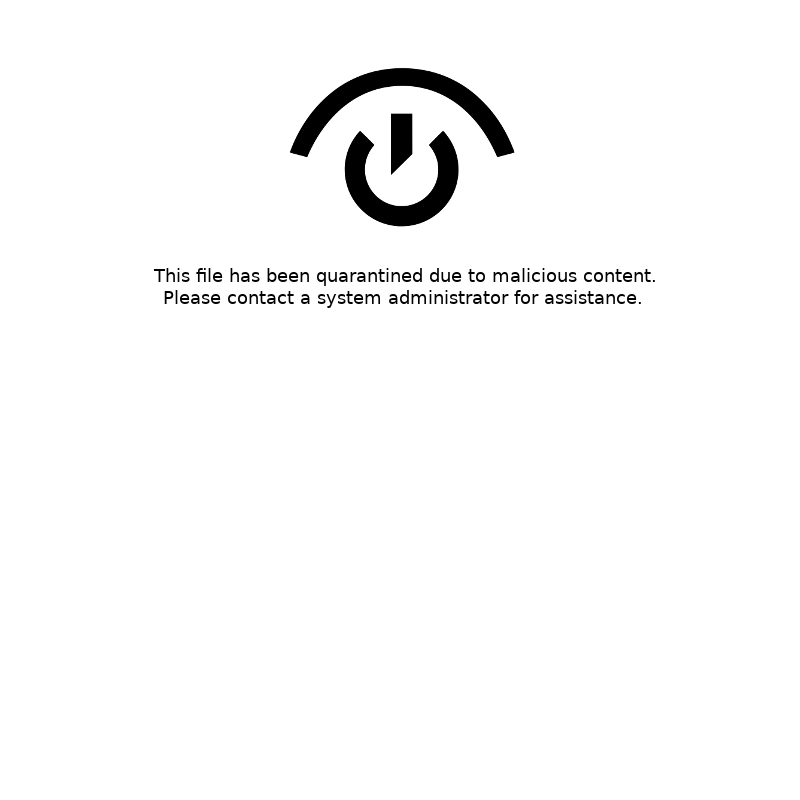 This file has been quarantined due to malicious content.
Please contact a system administrator for assistance.